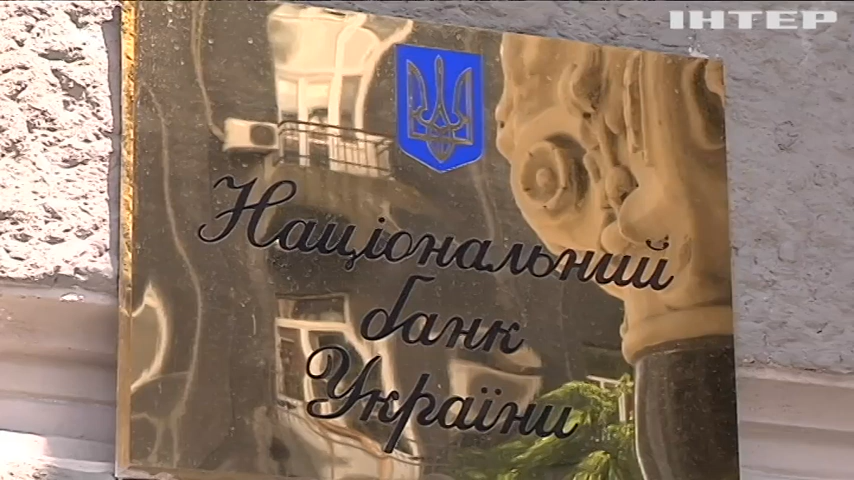 ІНТЕР
Національний
банк
України